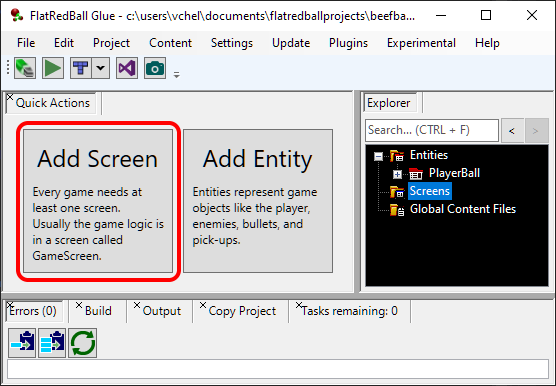 FlatRedBall Glue - c:\users\vchel\documents\flatredballprojects\beefba
File Edit Project Content Settings Update Plugins Experimental Help
Quick Actions
Explorer
Add Screen
Every game needs at
least one screen.
Usually the game logic is
in a screen called
GameScreen.
Add Entity
Entities represent game
objects like the player,
enemies, bullets, and
pick-ups.
Search... (CTRL + F)
< >
Entities
PlayerBall
Screens
Global Content Files
Errors (0) Build Output Copy Project Tasks remaining: 0